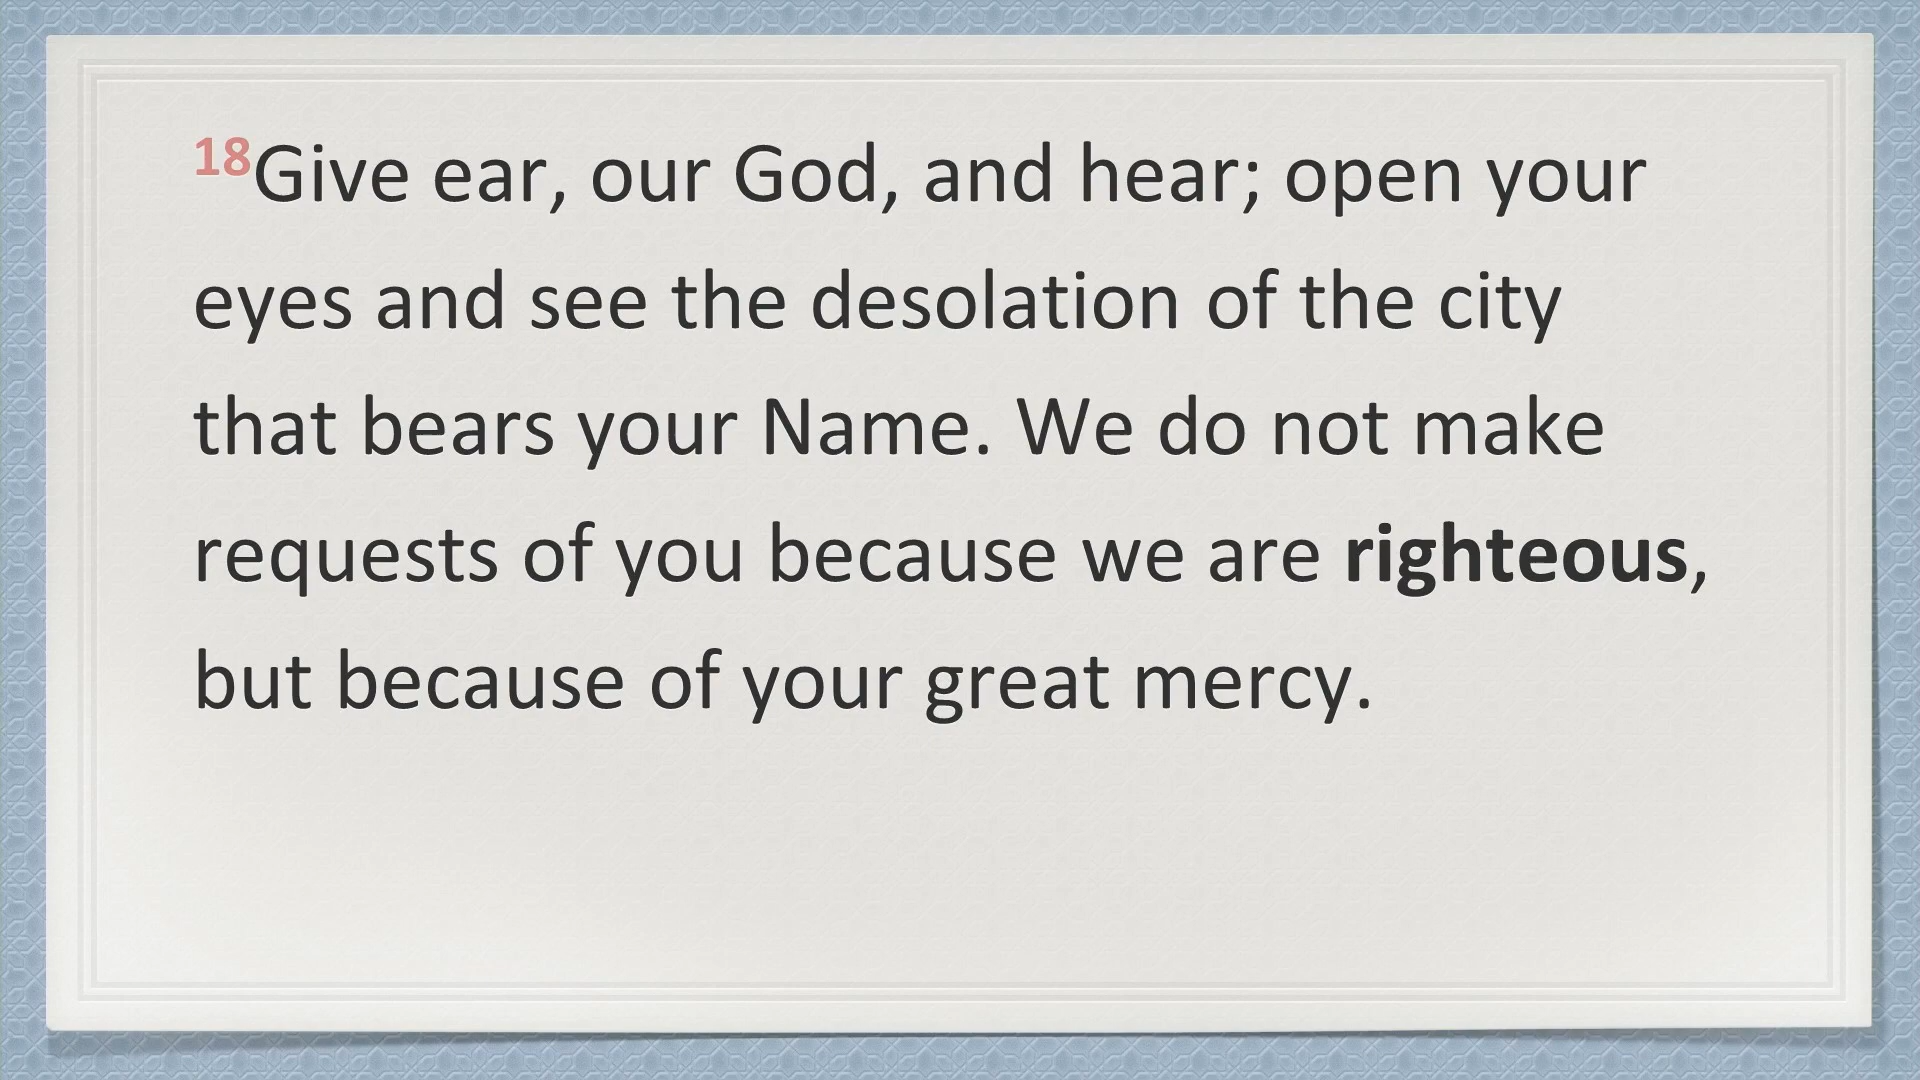 18Give ear, our God, and hear; open your
eyes and see the desolation of the city
that bears your Name. We do not make
requests of you because we are righteous,
but because of your great mercy.